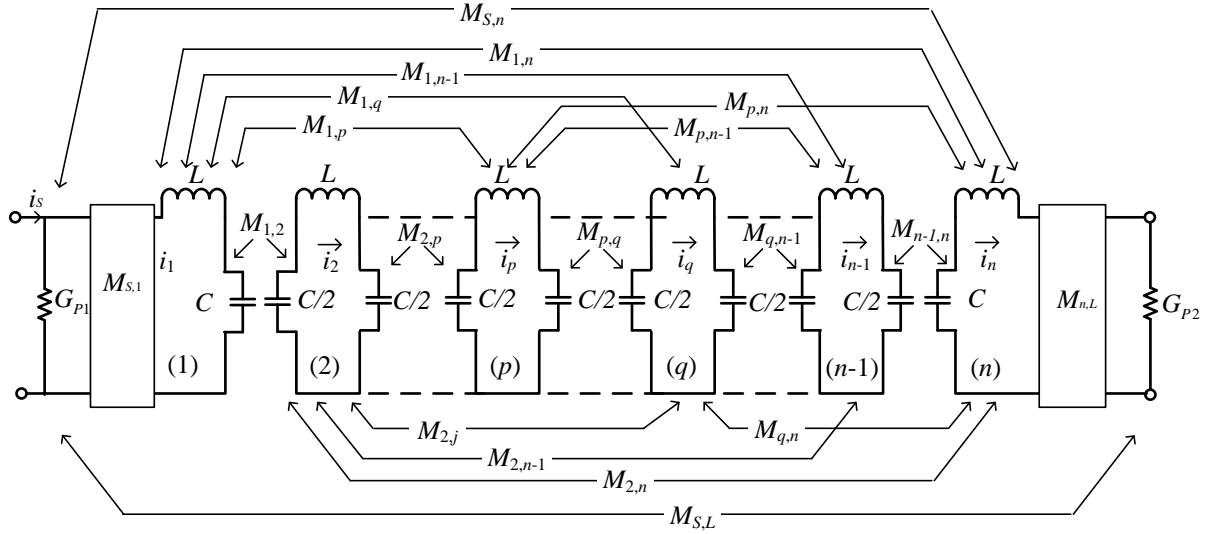 M_{S,n}
M_{1,n}
M_{1,n-1}
M_{1,q} M_{p,n}
M_{1,p} M_{p,n-1}
L L L L L L
i_S M_{1,2} M_{2,p} M_{p,q} M_{q,n-1} M_{n-1,n}
i_1 i_2 i_p i_q i_{n-1} i_n
G_{P1} M_{S,1} C C/2 C/2 C/2 C/2 C/2 C/2 C/2 C M_{n,L} G_{P2}
(1) (2) (p) (q) (n-1) (n)
M_{2,j} M_{q,n}
M_{2,n-1}
M_{2,n}
M_{S,L}